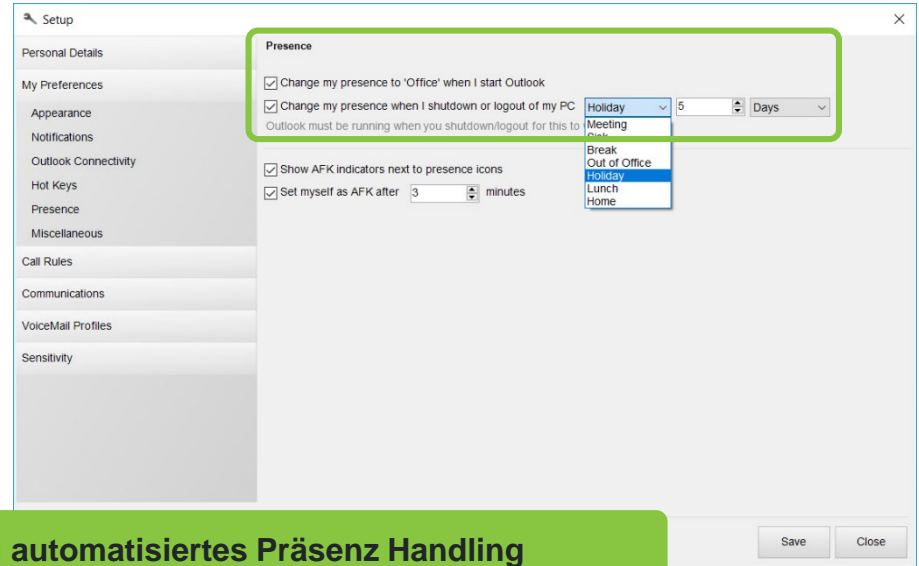 Setup
Personal Details
My Preferences
Appearance
Notifications
Outlook Connectivity
Hot Keys
Presence
Miscellaneous
Call Rules
Communications
VoiceMail Profiles
Sensitivity
Presence
Change my presence to 'Office' when I start Outlook
Change my presence when I shutdown or logout of my PC Holiday 5 Days
Outlook must be running when you shutdown/logout for this to
Meeting
Break
Out of Office
Holiday
Lunch
Home
Show AFK indicators next to presence icons
Set myself as AFK after 3 minutes
automatisiertes Präsenz Handling
Save Close